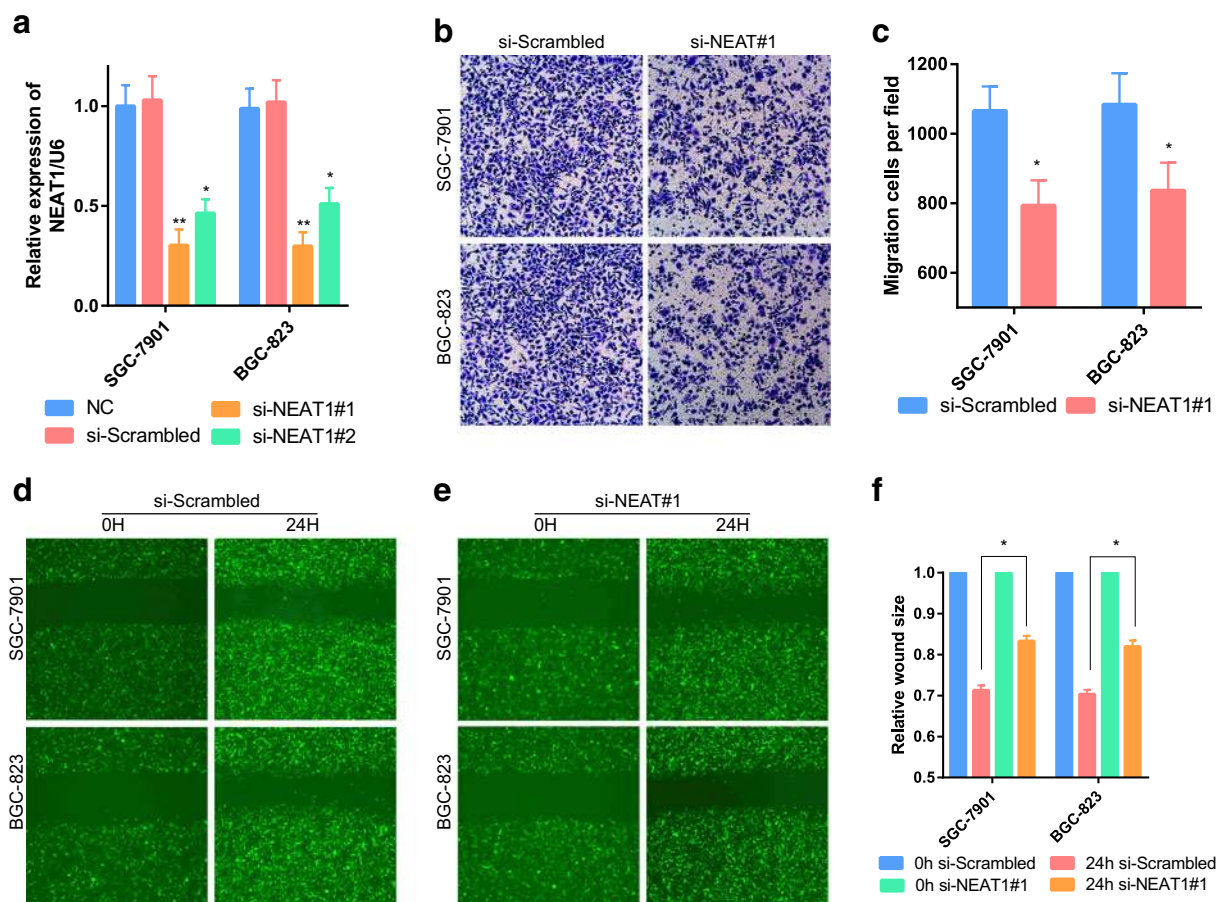 a
Relative expression of
NEAT1/U6
1.0
0.5
0.0
**
*
**
*
SGC-7901
BGC-823
NC
si-NEAT1#1
si-Scrambled
si-NEAT1#2
b
si-Scrambled
si-NEAT#1
SGC-7901
BGC-823
c
Migration cells per field
1200
1000
800
600
*
*
SGC-7901
BGC-823
si-Scrambled
si-NEAT1#1
d
si-Scrambled
0H
24H
SGC-7901
BGC-823
e
si-NEAT#1
0H
24H
SGC-7901
BGC-823
f
Relative wound size
1.0
0.9
0.8
0.7
0.6
0.5
*
*
SGC-7901
BGC-823
0h si-Scrambled
24h si-Scrambled
0h si-NEAT1#1
24h si-NEAT1#1